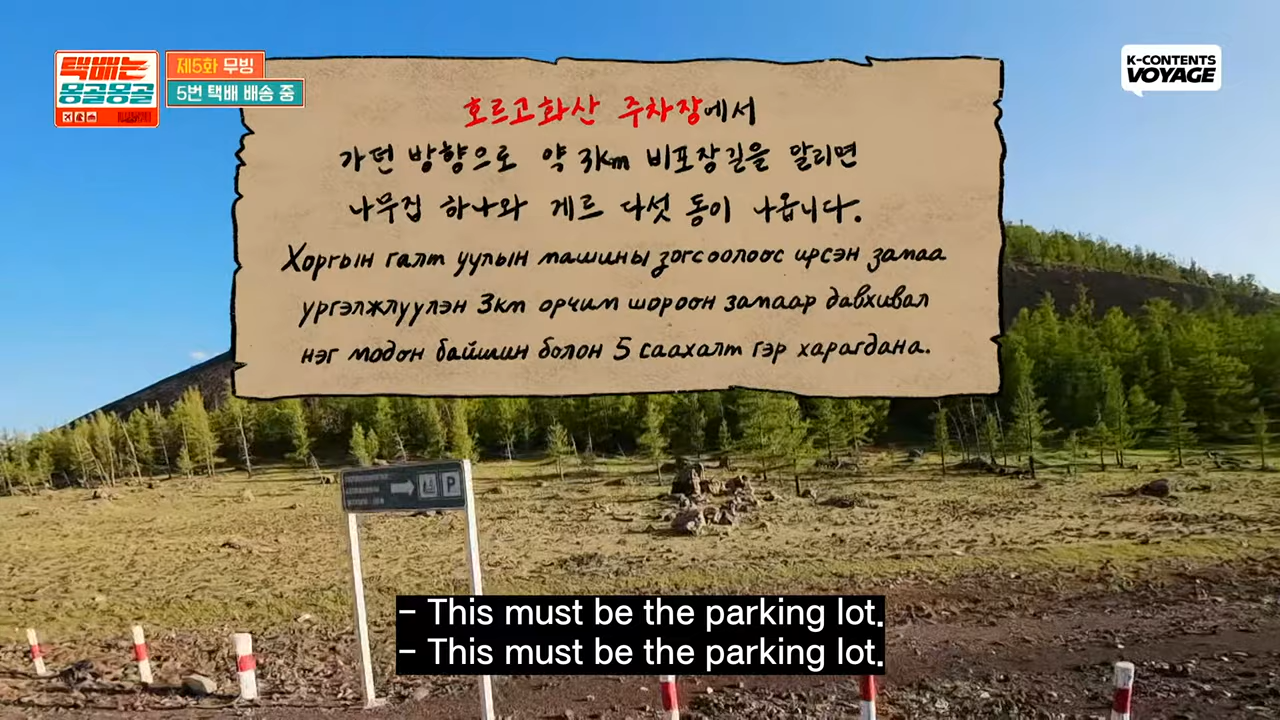 택배는
몽골몽골
제5화 무빙
5번 택배 배송 중
K-CONTENTS
VOYAGE
호르고화산 주차장에서
가던 방향으로 약 3km 비포장길을 달리면
나무집 하나와 게르 다섯 동이 나옵니다.
Хоргын галт уулын машины зогсоолоос ирсэн замаа
үргэлжлүүлэн 3км орчим шороон замаар давхивал
нэг модон байшин болон 5 саахалт гэр харагдана.
P
- This must be the parking lot.
- This must be the parking lot.